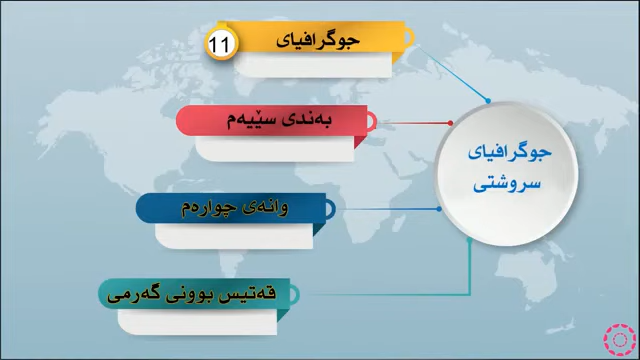 جوگرافیای
11
بەندی سێیەم
جوگرافیای
سروشتی
وانەی چوارەم
قەتیس بوونی گەرمی